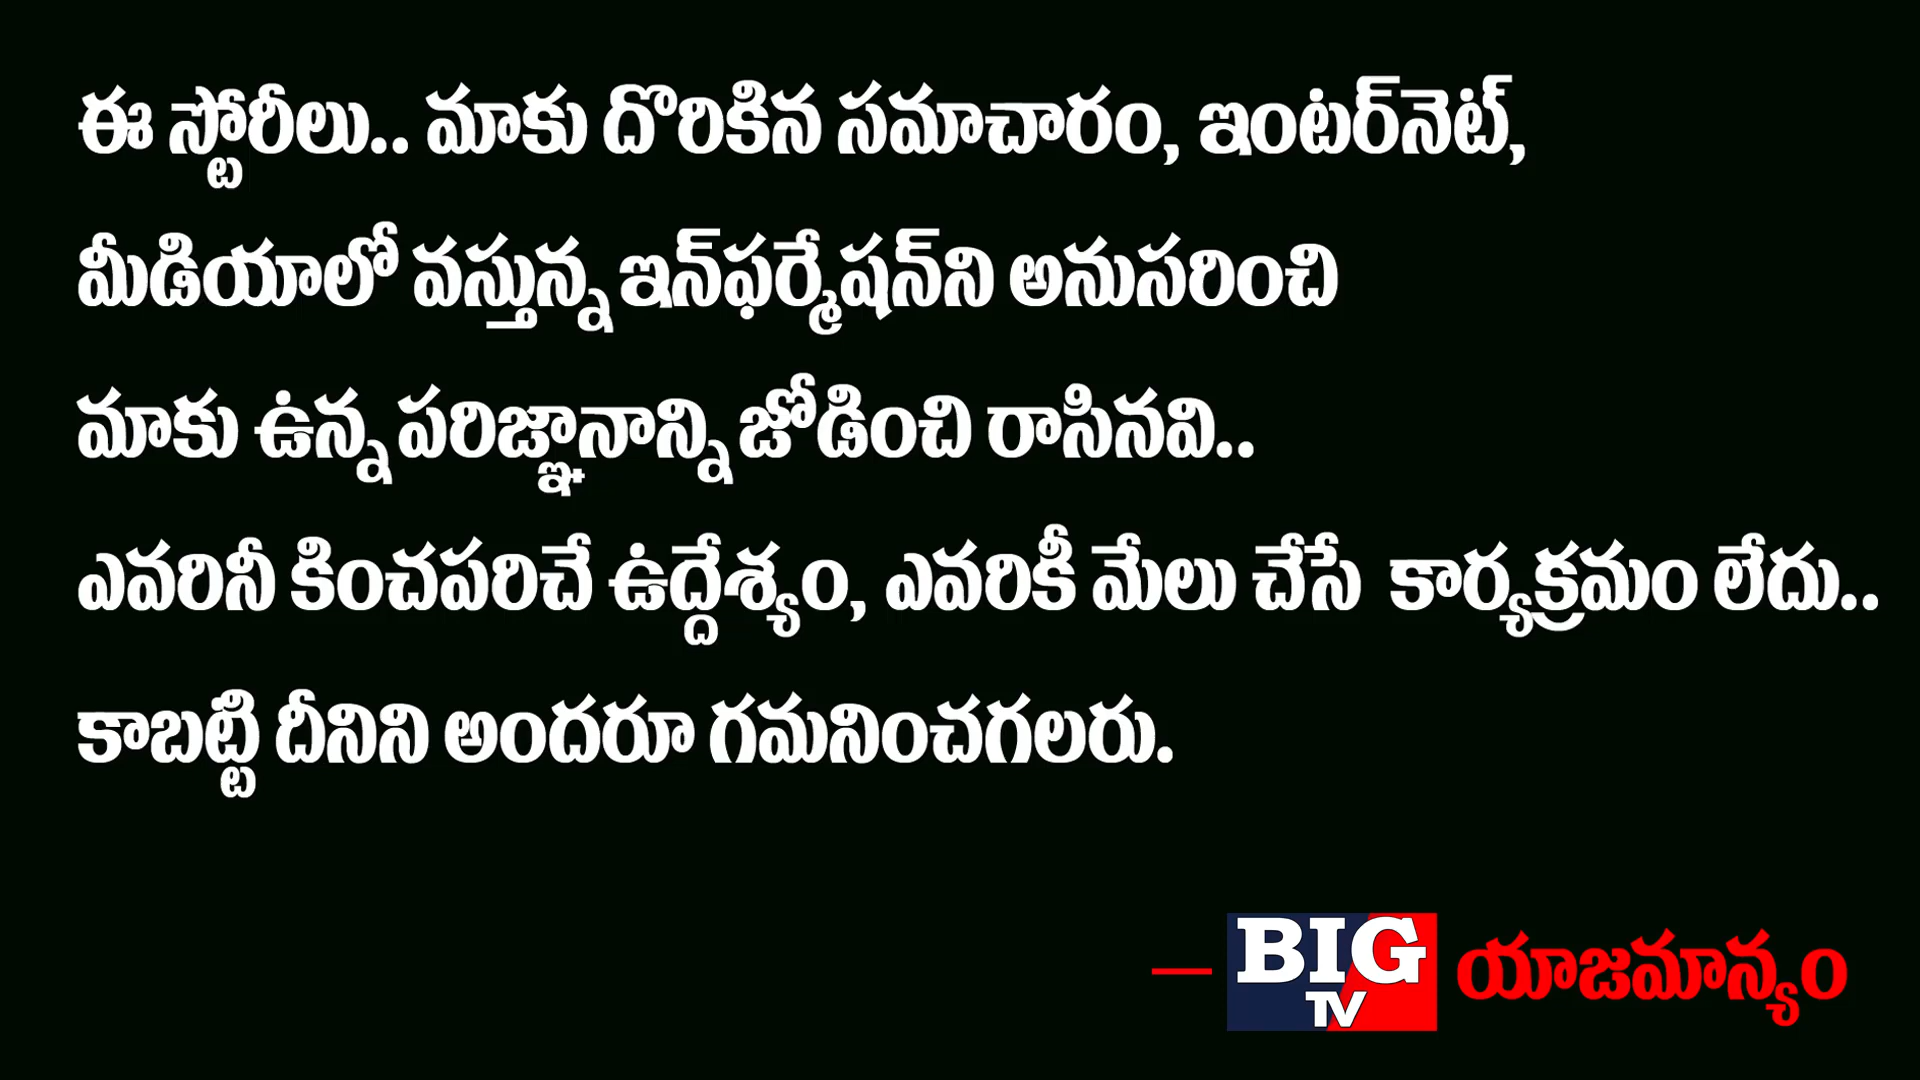 ఈ స్టోరీలు.. మాకు దొరికిన సమాచారం, ఇంటర్‌నెట్,
మీడియాలో వస్తున్న ఇన్‌ఫర్మేషన్‌ని అనుసరించి
మాకు ఉన్న పరిజ్ఞానాన్ని జోడించి రాసినవి..
ఎవరినీ కించపరిచే ఉద్దేశ్యం, ఎవరికీ మేలు చేసే కార్యక్రమం లేదు..
కాబట్టి దీనిని అందరూ గమనించగలరు.
— BIG TV యాజమాన్యం